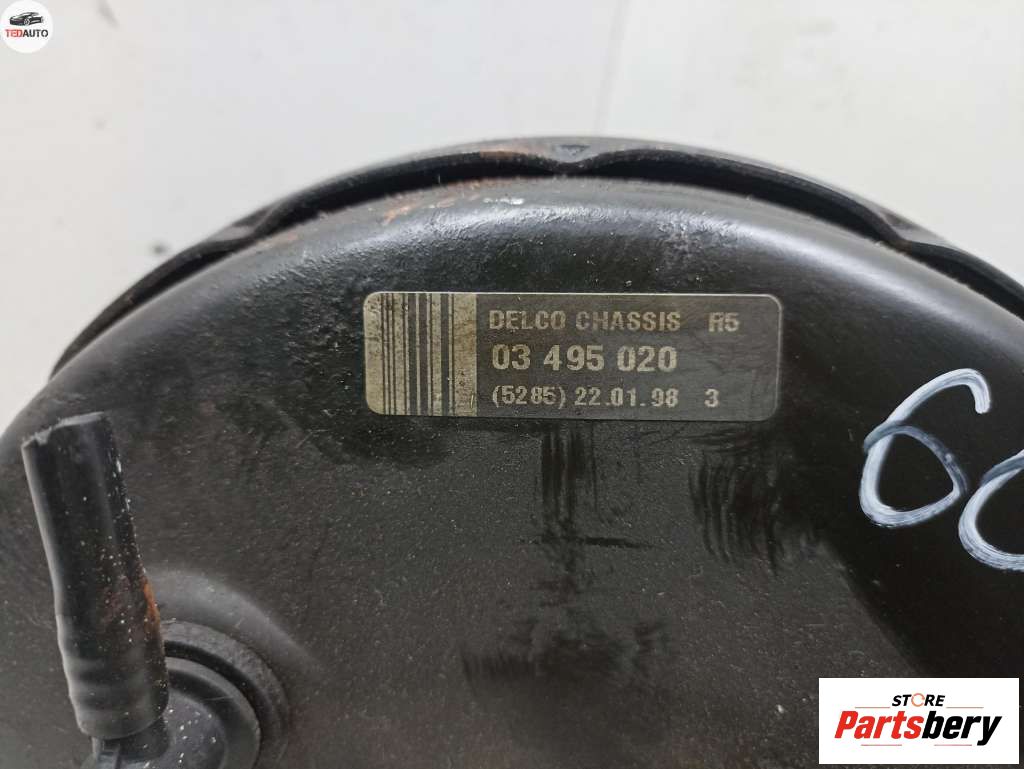 TEDAUTO
DELCO CHASSIS R5
03 495 020
(5285) 22.01.98 3
STORE
Partsbery